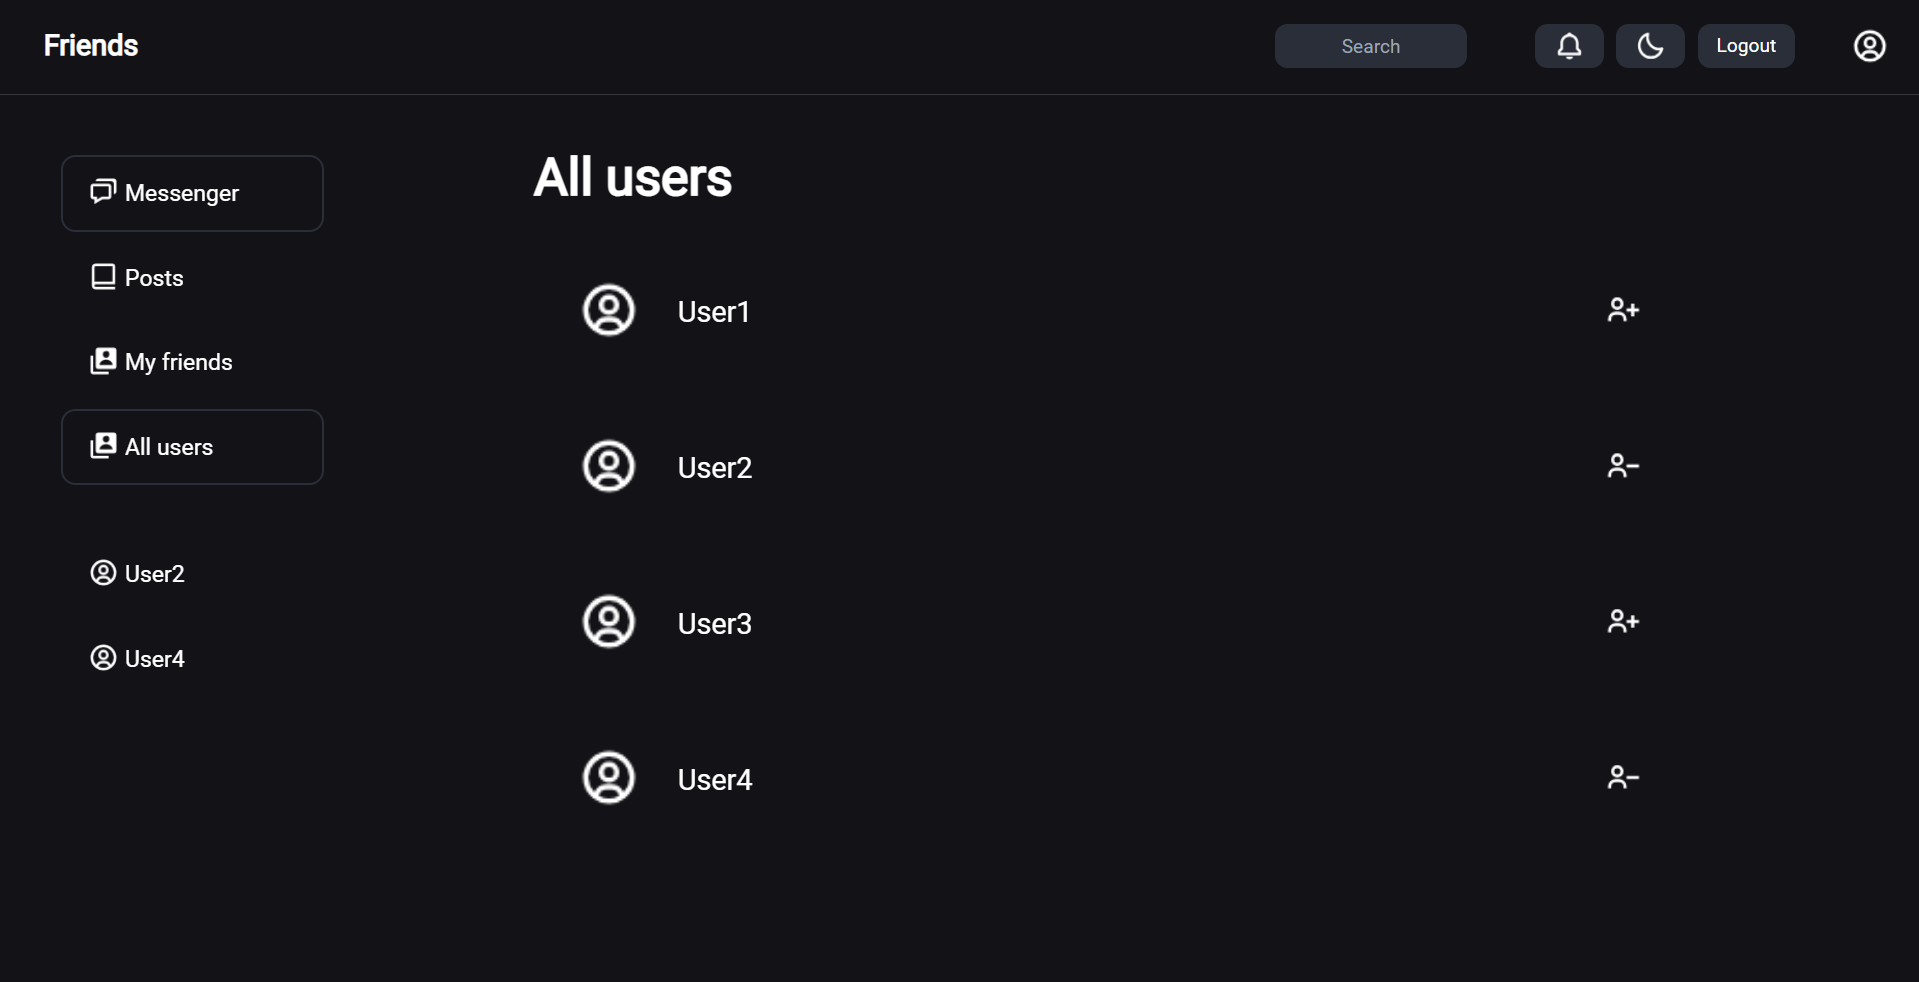 Friends
Search
Logout
Messenger
Posts
My friends
All users
User2
User4
All users
User1
User2
User3
User4